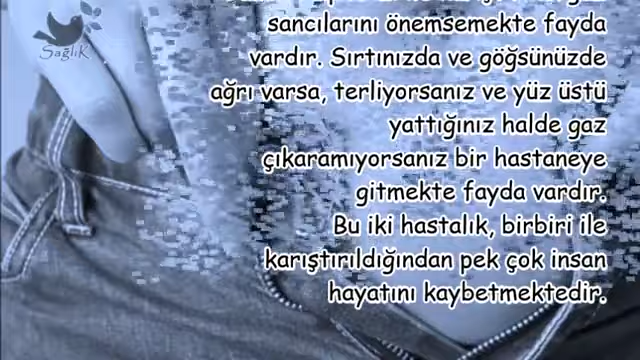 sancılarını önemsemekte fayda
vardır. Sırtınızda ve göğsünüzde
ağrı varsa, terliyorsanız ve yüz üstü
yattığınız halde gaz
çıkaramıyorsanız bir hastaneye
gitmekte fayda vardır.
Bu iki hastalık, birbiri ile
karıştırıldığından pek çok insan
hayatını kaybetmektedir.
Sağlık